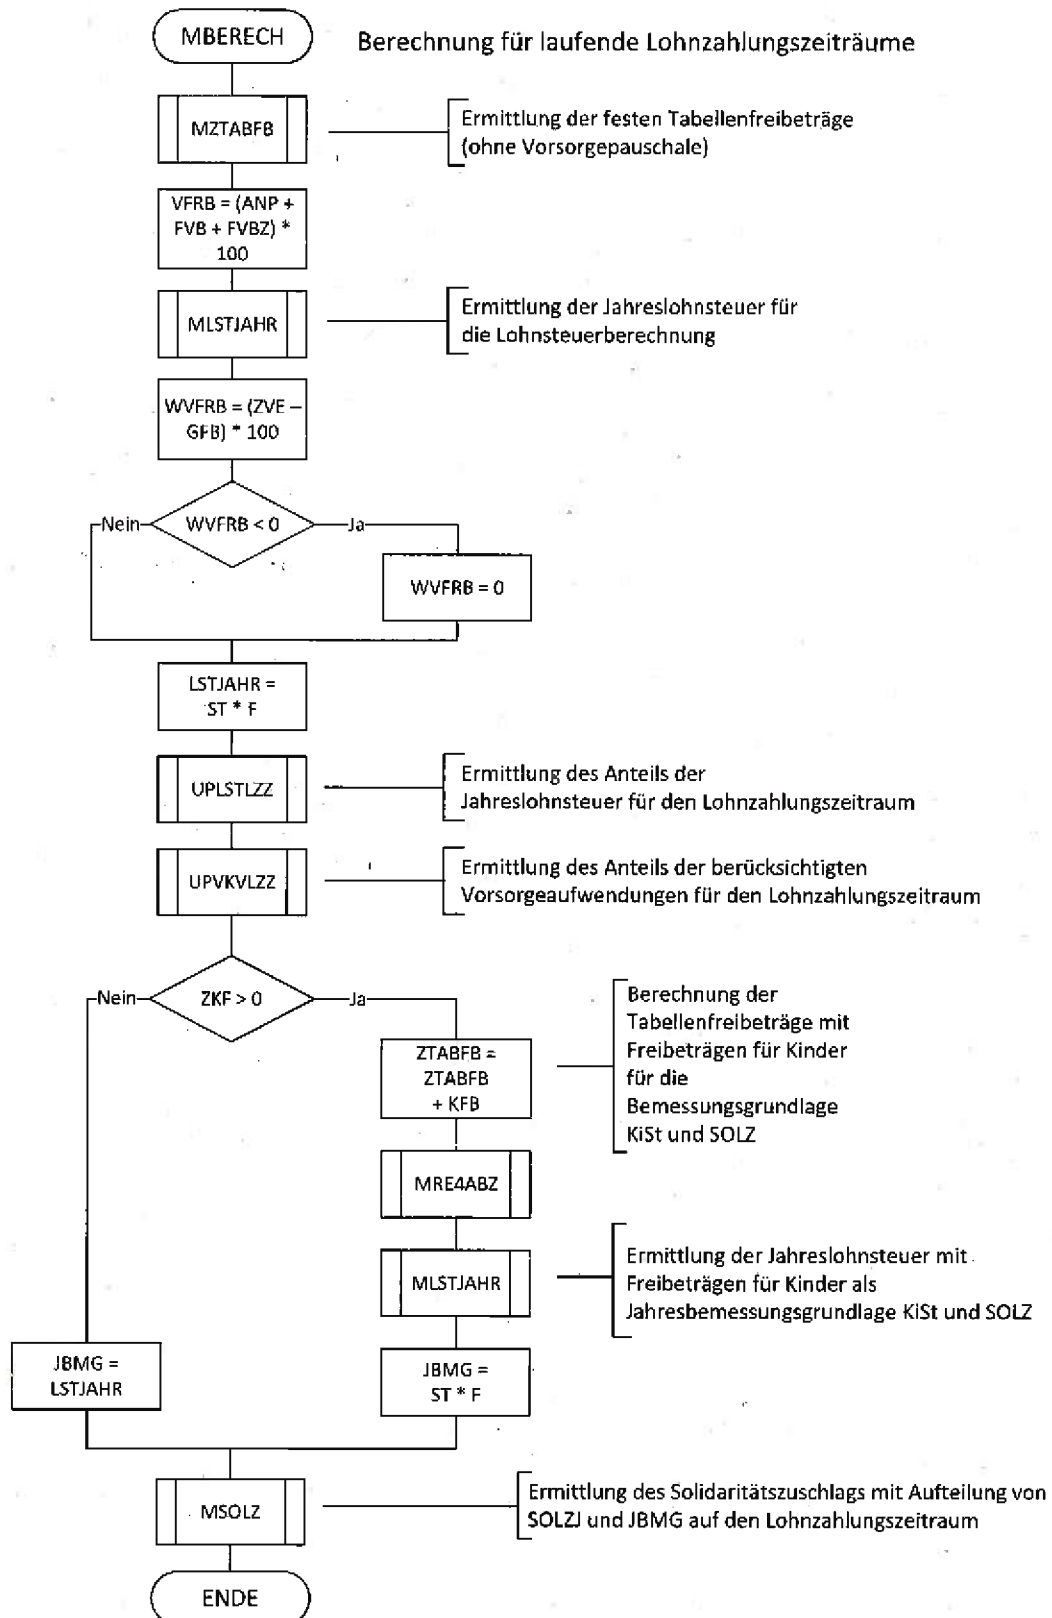 MBERECH
Berechnung für laufende Lohnzahlungszeiträume
MZTABFB
Ermittlung der festen Tabellenfreibeträge
(ohne Vorsorgepauschale)
VFRB = (ANP +
FVB + FVBZ) *
100
MLSTJAHR
Ermittlung der Jahreslohnsteuer für
die Lohnsteuerberechnung
WVFRB = (ZVE –
GFB) * 100
Nein
WVFRB < 0
Ja
WVFRB = 0
LSTJAHR =
ST * F
UPLSTLZZ
Ermittlung des Anteils der
Jahreslohnsteuer für den Lohnzahlungszeitraum
UPVKVLZZ
Ermittlung des Anteils der berücksichtigten
Vorsorgeaufwendungen für den Lohnzahlungszeitraum
Nein
ZKF > 0
Ja
ZTABFB =
ZTABFB
+ KFB
Berechnung der
Tabellenfreibeträge mit
Freibeträgen für Kinder
für die
Bemessungsgrundlage
KiSt und SOLZ
MRE4ABZ
MLSTJAHR
Ermittlung der Jahreslohnsteuer mit
Freibeträgen für Kinder als
Jahresbemessungsgrundlage KiSt und SOLZ
JBMG =
LSTJAHR
JBMG =
ST * F
MSOLZ
Ermittlung des Solidaritätszuschlags mit Aufteilung von
SOLZJ und JBMG auf den Lohnzahlungszeitraum
ENDE